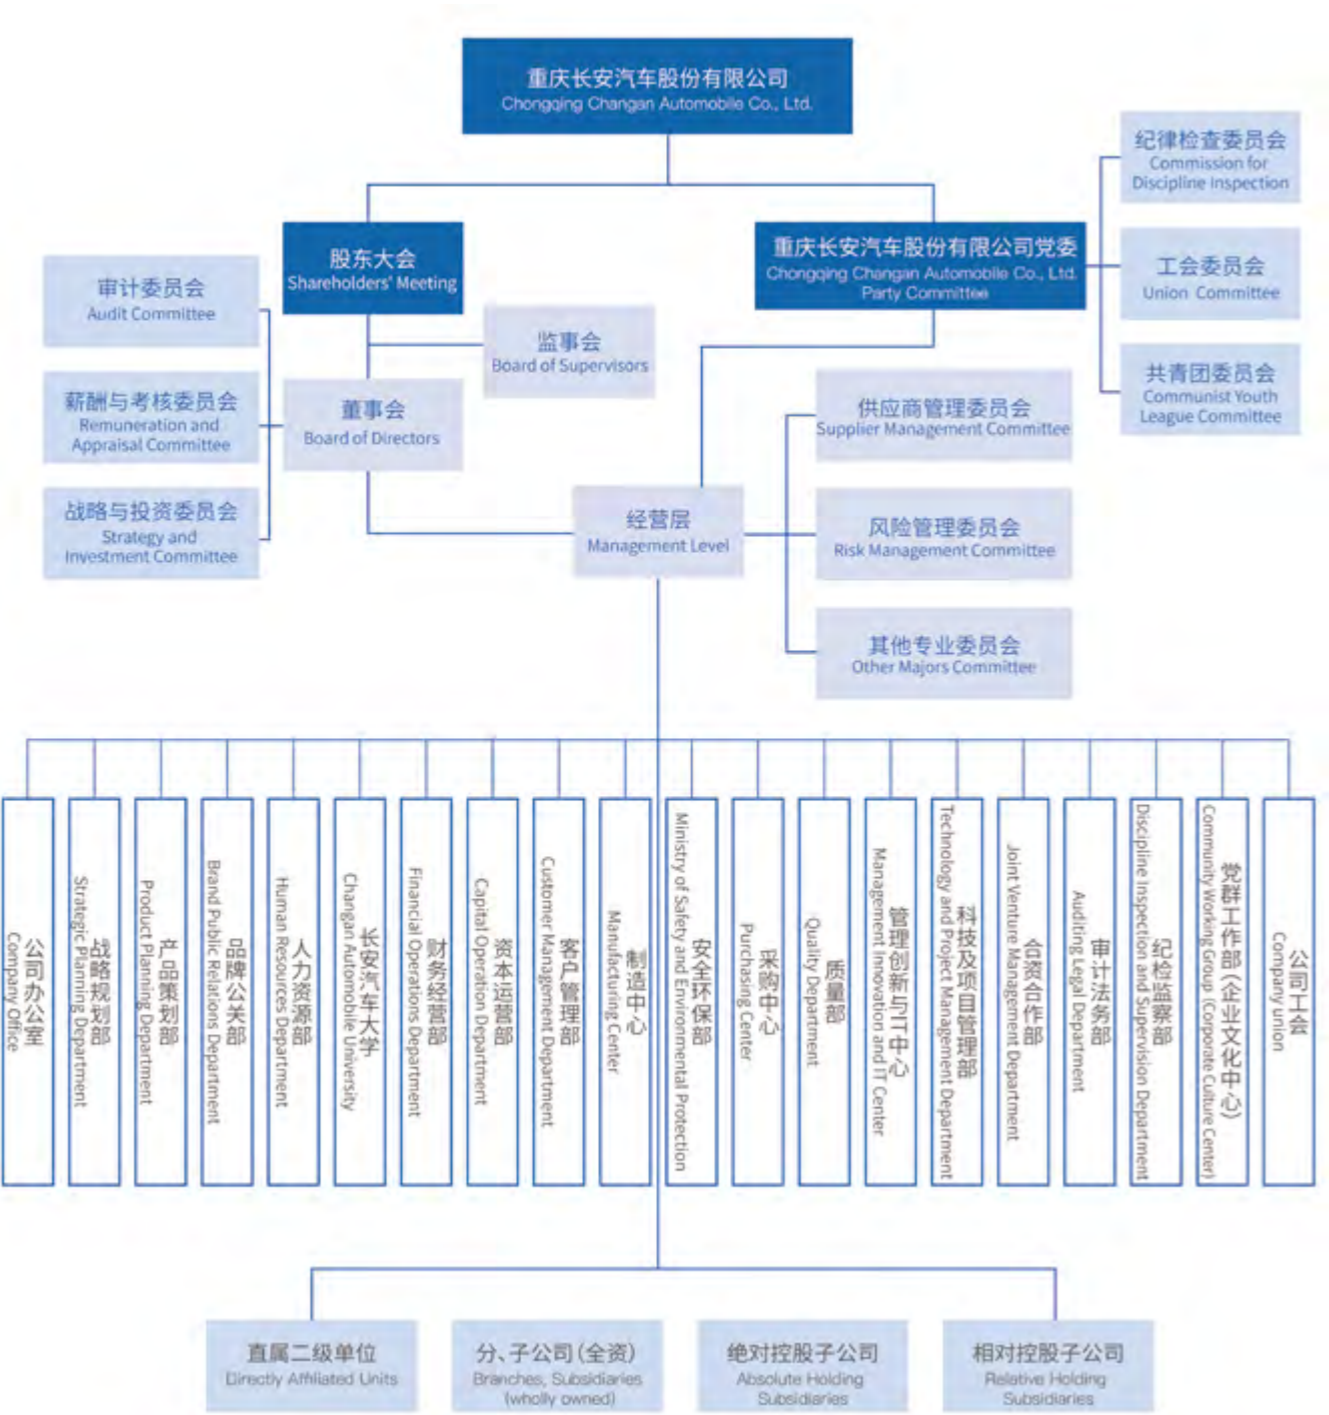 重庆长安汽车股份有限公司
Chongqing Changan Automobile Co., Ltd.
股东大会
Shareholders' Meeting
重庆长安汽车股份有限公司党委
Chongqing Changan Automobile Co., Ltd.
Party Committee
纪律检查委员会
Commission for
Discipline Inspection
工会委员会
Union Committee
共青团委员会
Communist Youth
League Committee
审计委员会
Audit Committee
薪酬与考核委员会
Remuneration and
Appraisal Committee
战略与投资委员会
Strategy and
Investment Committee
监事会
Board of Supervisors
董事会
Board of Directors
经营层
Management Level
供应商管理委员会
Supplier Management Committee
风险管理委员会
Risk Management Committee
其他专业委员会
Other Majors Committee
公司办公室
Company Office
战略规划部
Strategic Planning Department
产品策划部
Product Planning Department
品牌公关部
Brand Public Relations Department
人力资源部
Human Resources Department
长安汽车大学
Changan Automobile University
财务经营部
Financial Operations Department
资本运营部
Capital Operation Department
客户管理部
Customer Management Department
制造中心
Manufacturing Center
安全环保部
Ministry of Safety and Environmental Protection
采购中心
Purchasing Center
质量部
Quality Department
管理创新与IT中心
Management Innovation and IT Center
科技及项目管理部
Technology and Project Management Department
合资合作部
Joint Venture Management Department
审计法务部
Auditing Legal Department
纪检监察部
Discipline Inspection and Supervision Department
党群工作部(企业文化中心)
Community Working Group (Corporate Culture Center)
公司工会
Company union
直属二级单位
Directly Affiliated Units
分、子公司(全资)
Branches, Subsidiaries
(wholly owned)
绝对控股子公司
Absolute Holding
Subsidiaries
相对控股子公司
Relative Holding
Subsidiaries